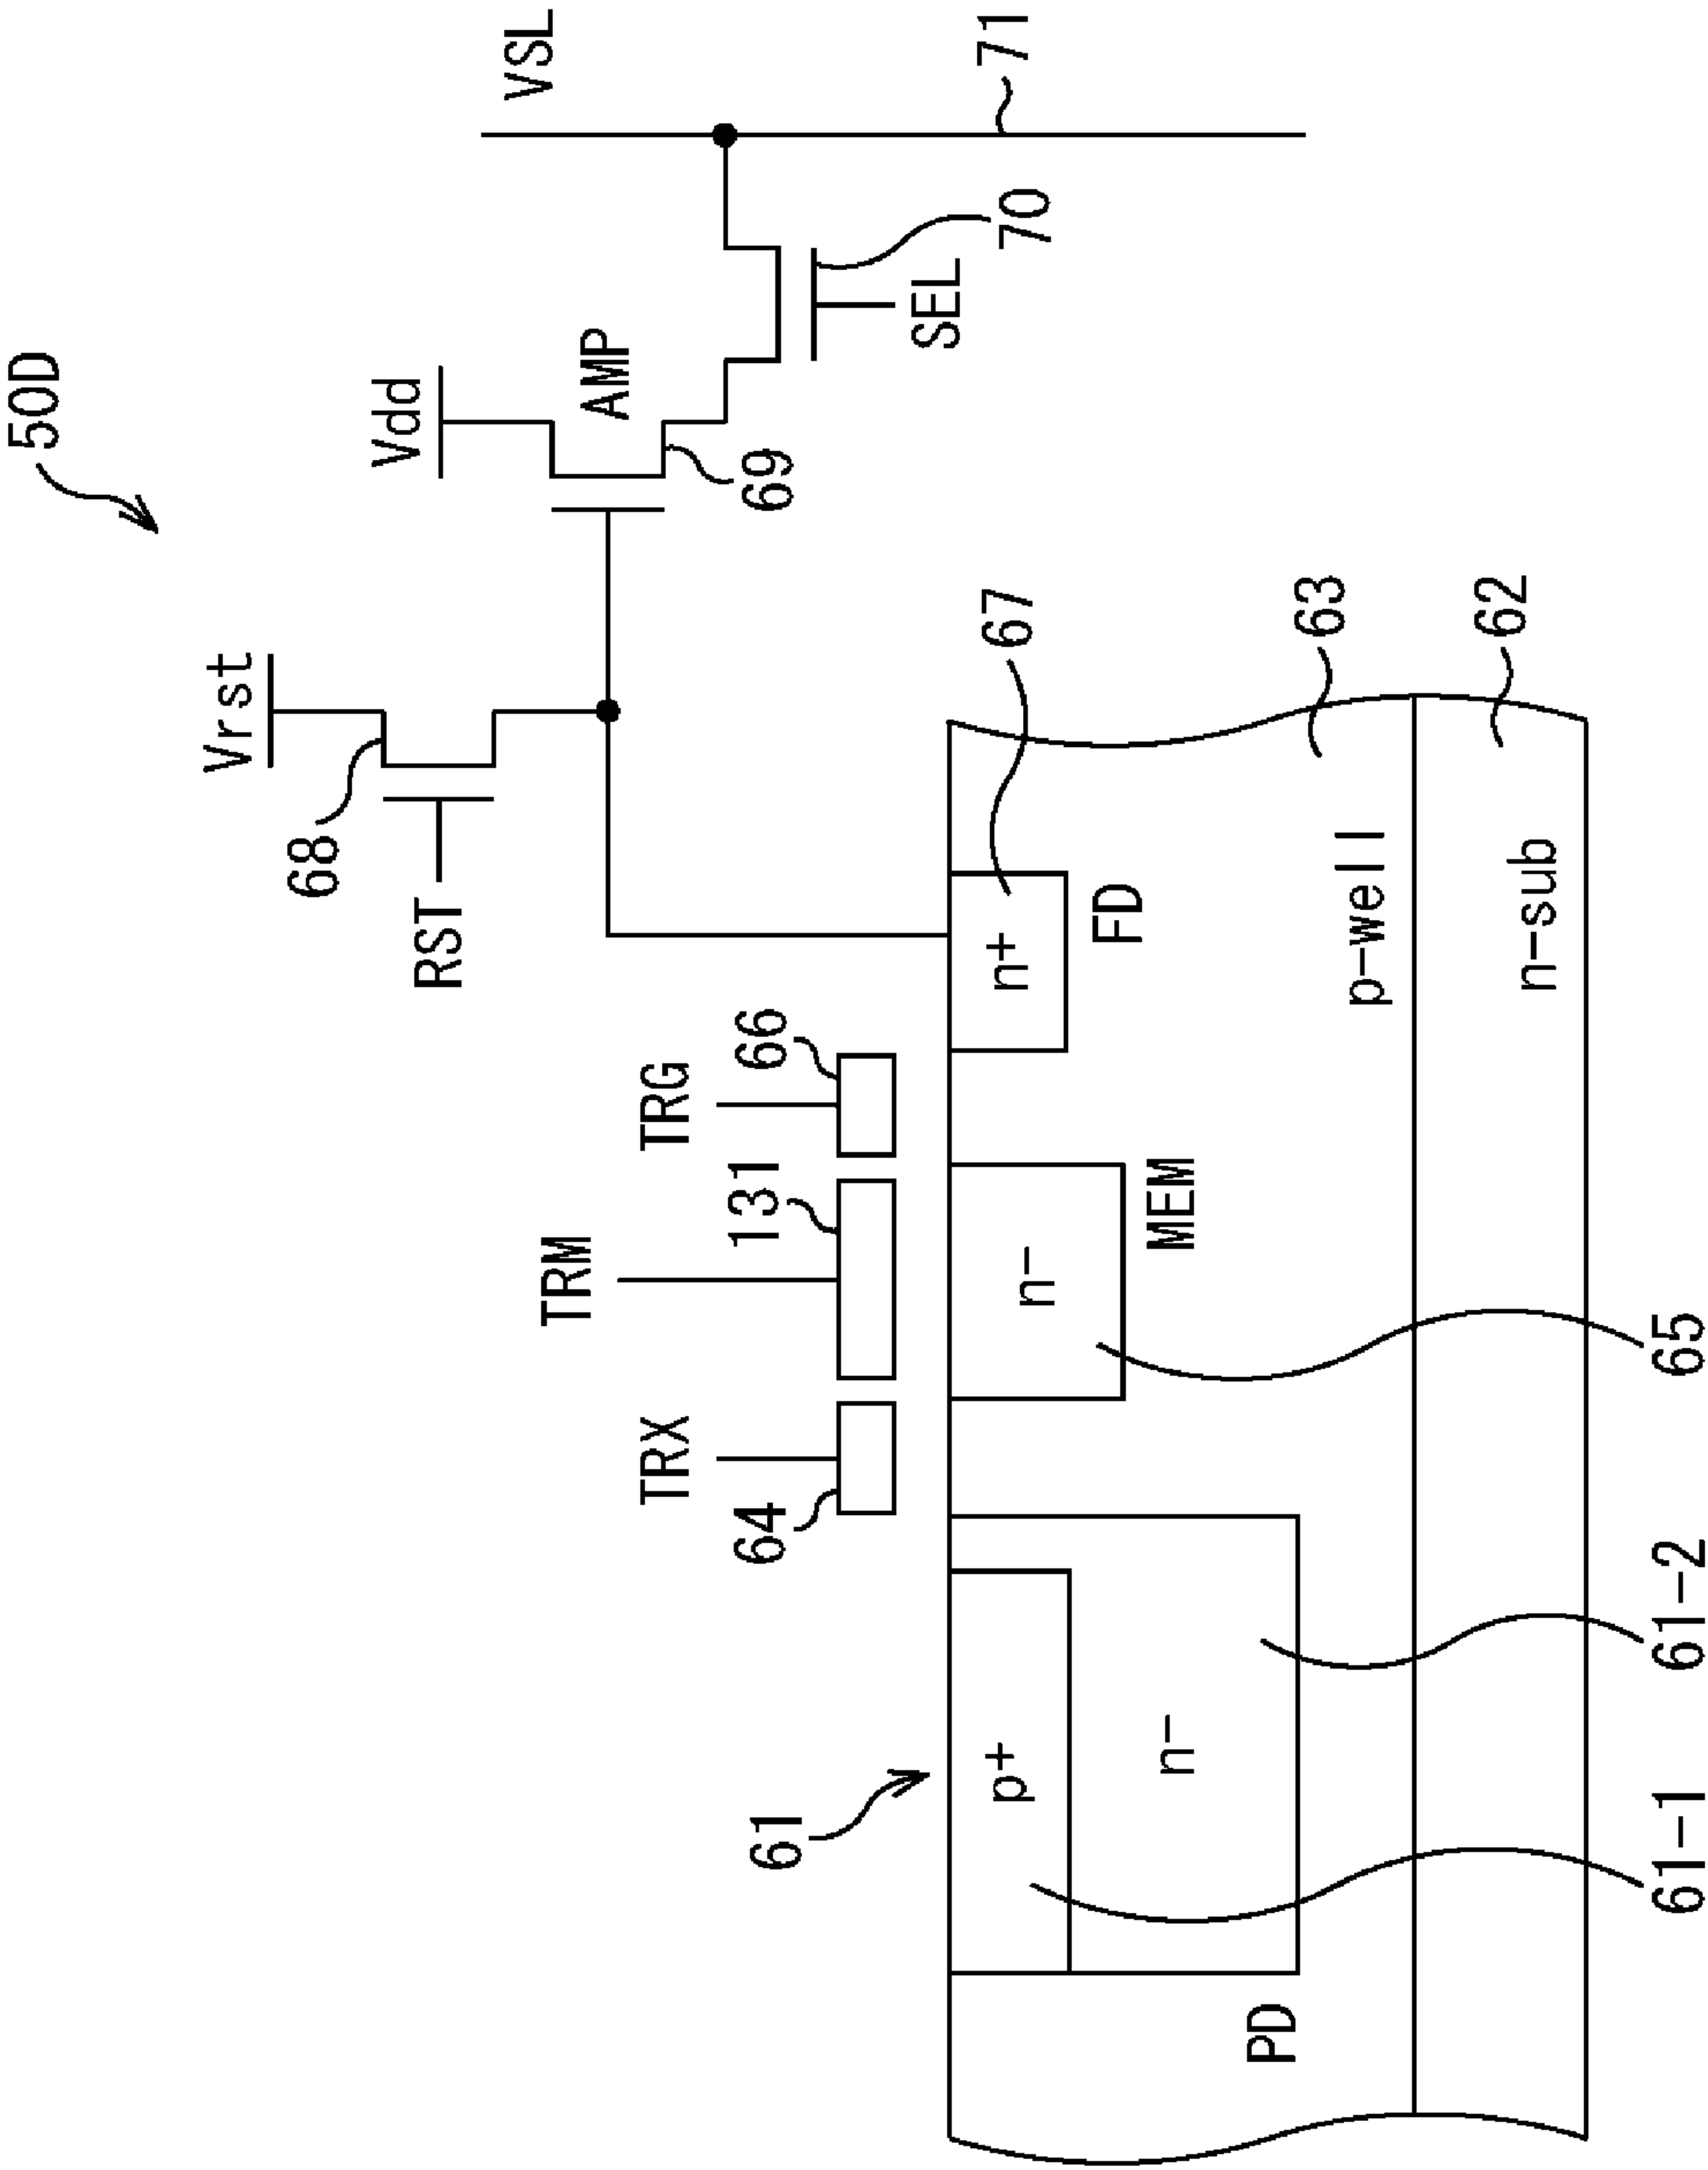 50D
Vrst
Vdd
VSL
68
RST
AMP
69
SEL
70
71
TRX
TRM
TRG
64
131
66
61
p+
n-
n-
n+
67
MEM
FD
PD
p-well
63
n-sub
62
61-1
61-2
65